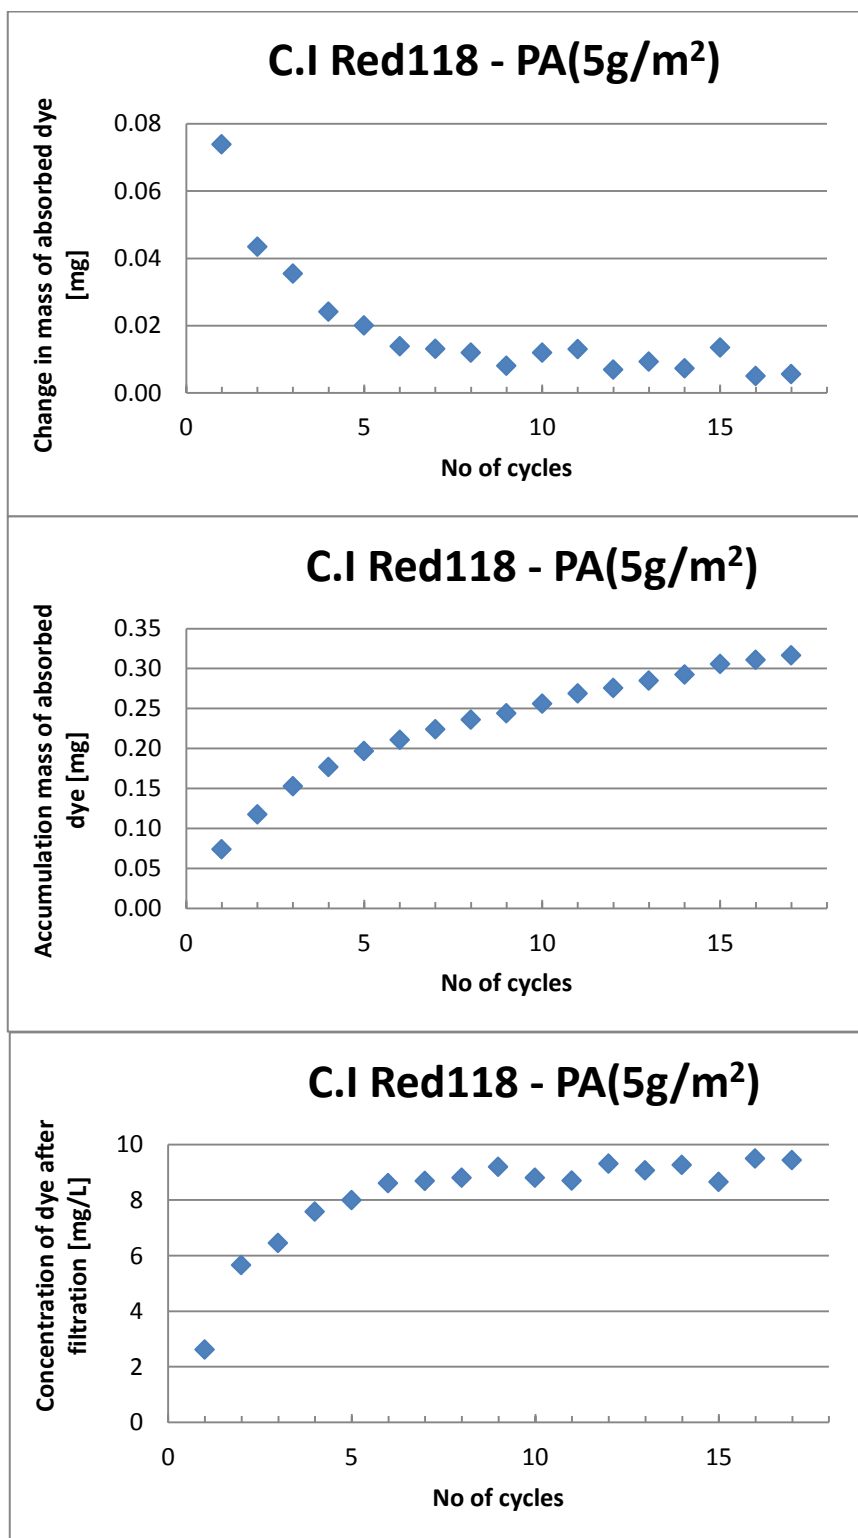 C.I Red118 - PA(5g/m²)
Change in mass of absorbed dye
[mg]
0.08
0.06
0.04
0.02
0.00
0 5 10 15
No of cycles
C.I Red118 - PA(5g/m²)
Accumulation mass of absorbed
dye [mg]
0.35
0.30
0.25
0.20
0.15
0.10
0.05
0.00
0 5 10 15
No of cycles
C.I Red118 - PA(5g/m²)
Concentration of dye after
filtration [mg/L]
10
8
6
4
2
0
0 5 10 15
No of cycles